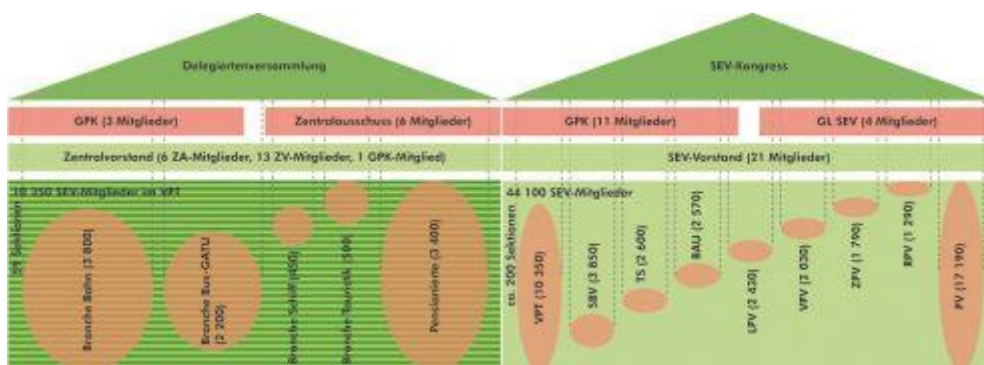 Delegiertenversammlung
GPK (3 Mitglieder)
Zentralausschuss (6 Mitglieder)
Zentralvorstand (6 ZA-Mitglieder, 13 ZV-Mitglieder, 1 GPK-Mitglied)
10 350 SEV-Mitglieder im VPT
59 Sektionen
Branche Bahn (3 800)
Branche Bus-GATU
(2 200)
Branche Schiff (450)
Branche Touristik (500)
Pensionierte (3 400)
SEV-Kongress
GPK (11 Mitglieder)
GL SEV (4 Mitglieder)
SEV-Vorstand (21 Mitglieder)
44 100 SEV-Mitglieder
ca. 200 Sektionen
VPT (10 350)
SBV (3 850)
TS (2 600)
BAU (2 570)
LPV (2 430)
VPV (2 030)
ZPV (1 790)
RPV (1 290)
PV (17 190)